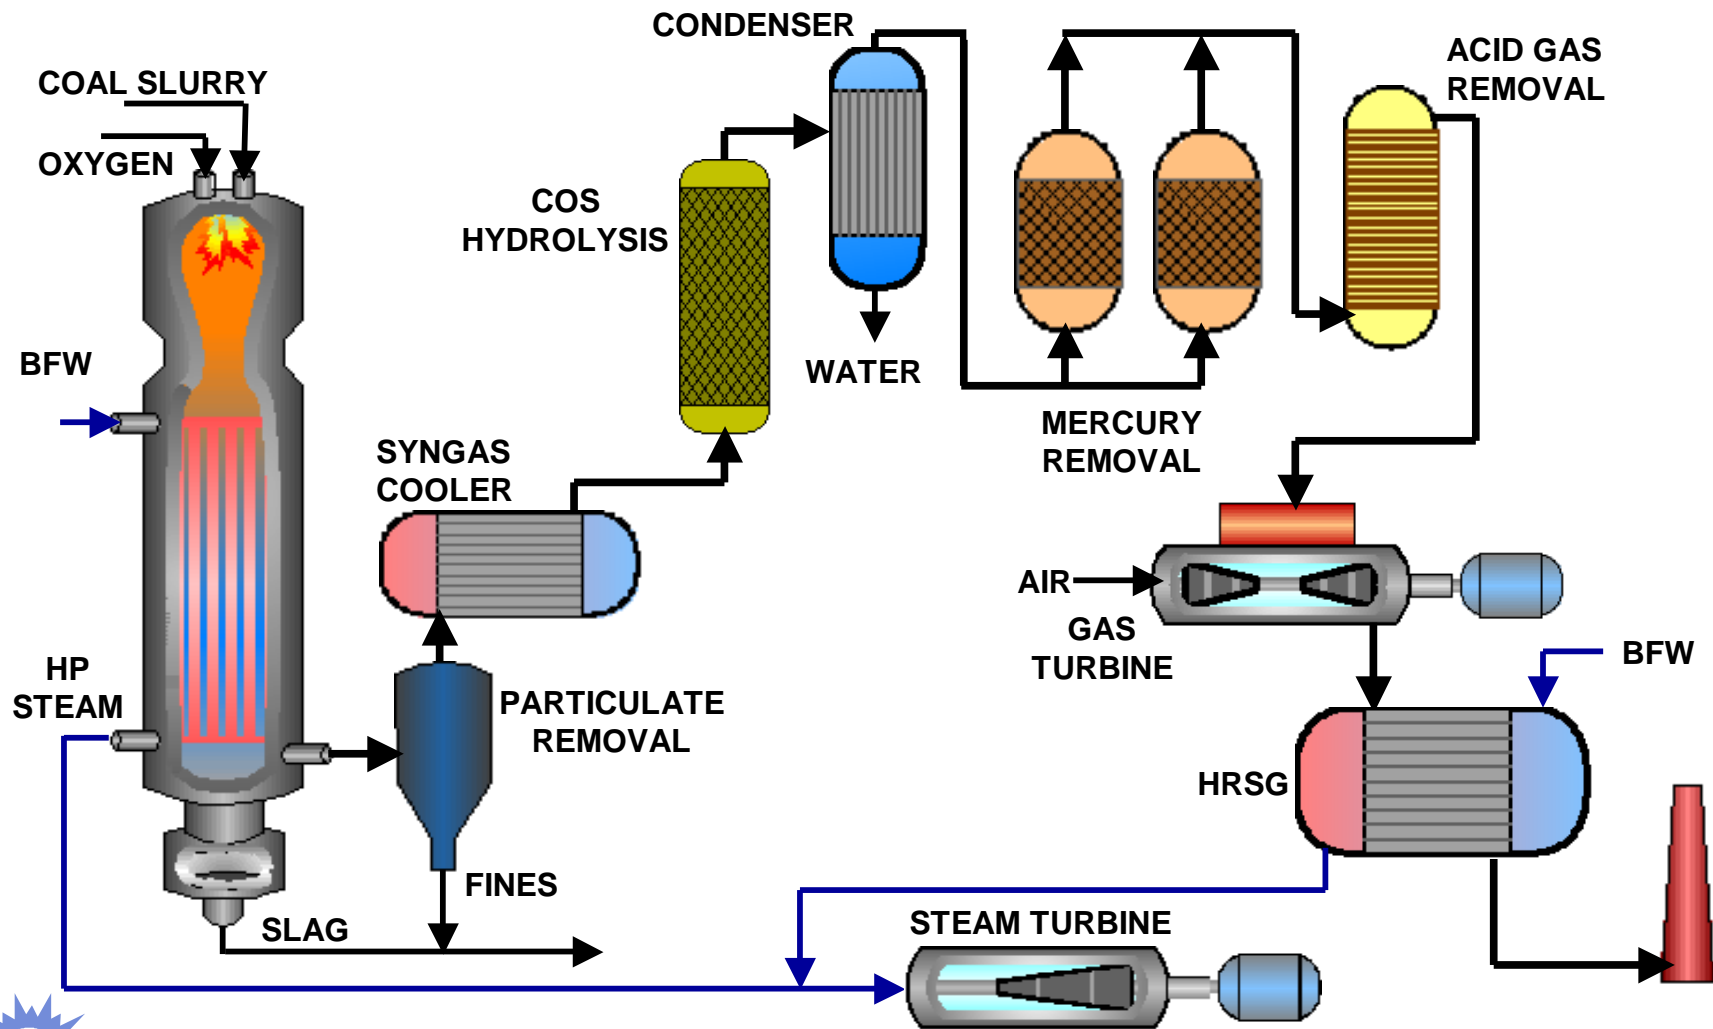 CONDENSER
ACID GAS
REMOVAL
COAL SLURRY
OXYGEN
COS
HYDROLYSIS
BFW
WATER
MERCURY
REMOVAL
SYNGAS
COOLER
AIR
GAS
TURBINE
BFW
HP
STEAM
PARTICULATE
REMOVAL
HRSG
FINES
SLAG
STEAM TURBINE